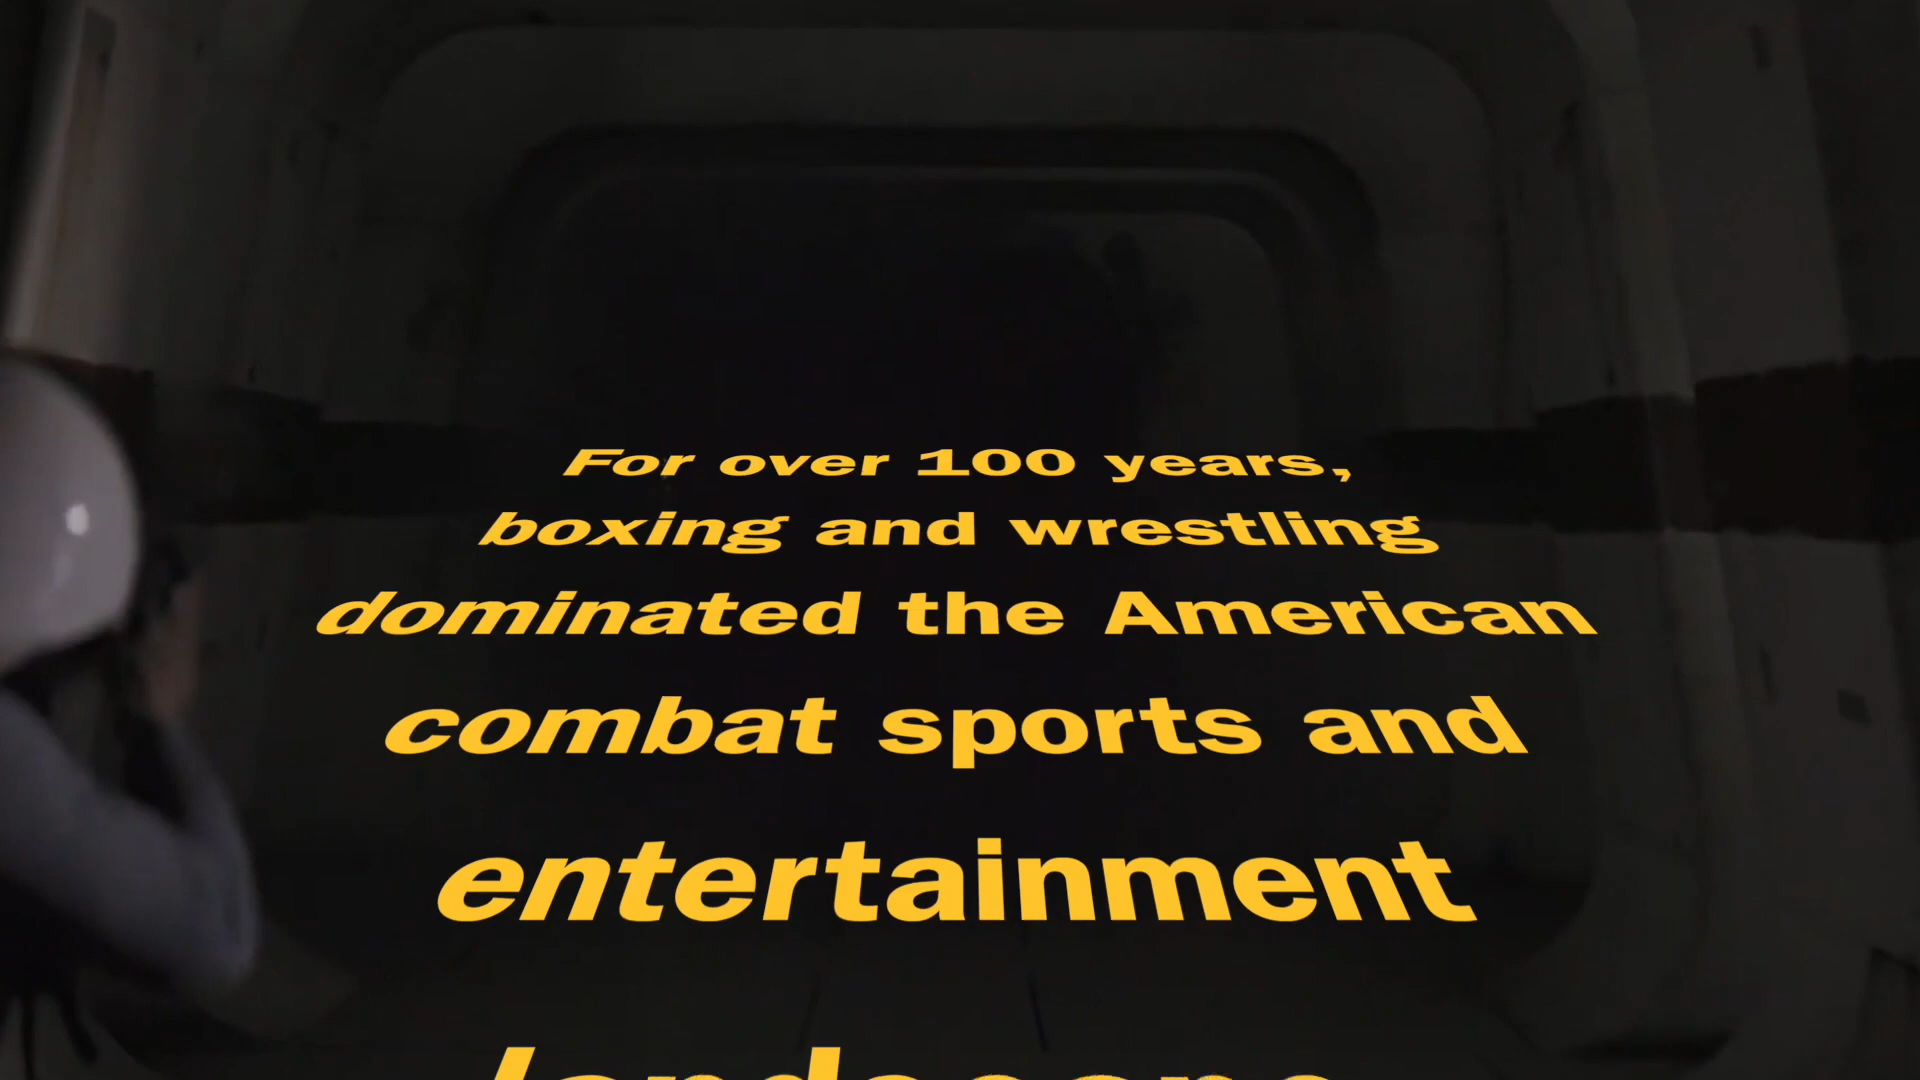 For over 100 years,
boxing and wrestling
dominated the American
combat sports and
entertainment